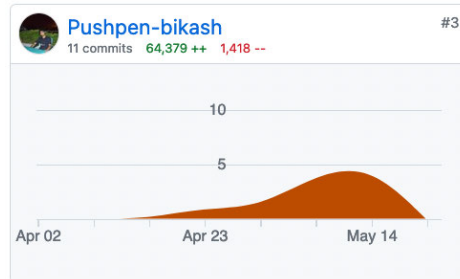 Pushpen-bikash
#3
11 commits 64,379 ++ 1,418 --
10
5
Apr 02 Apr 23 May 14